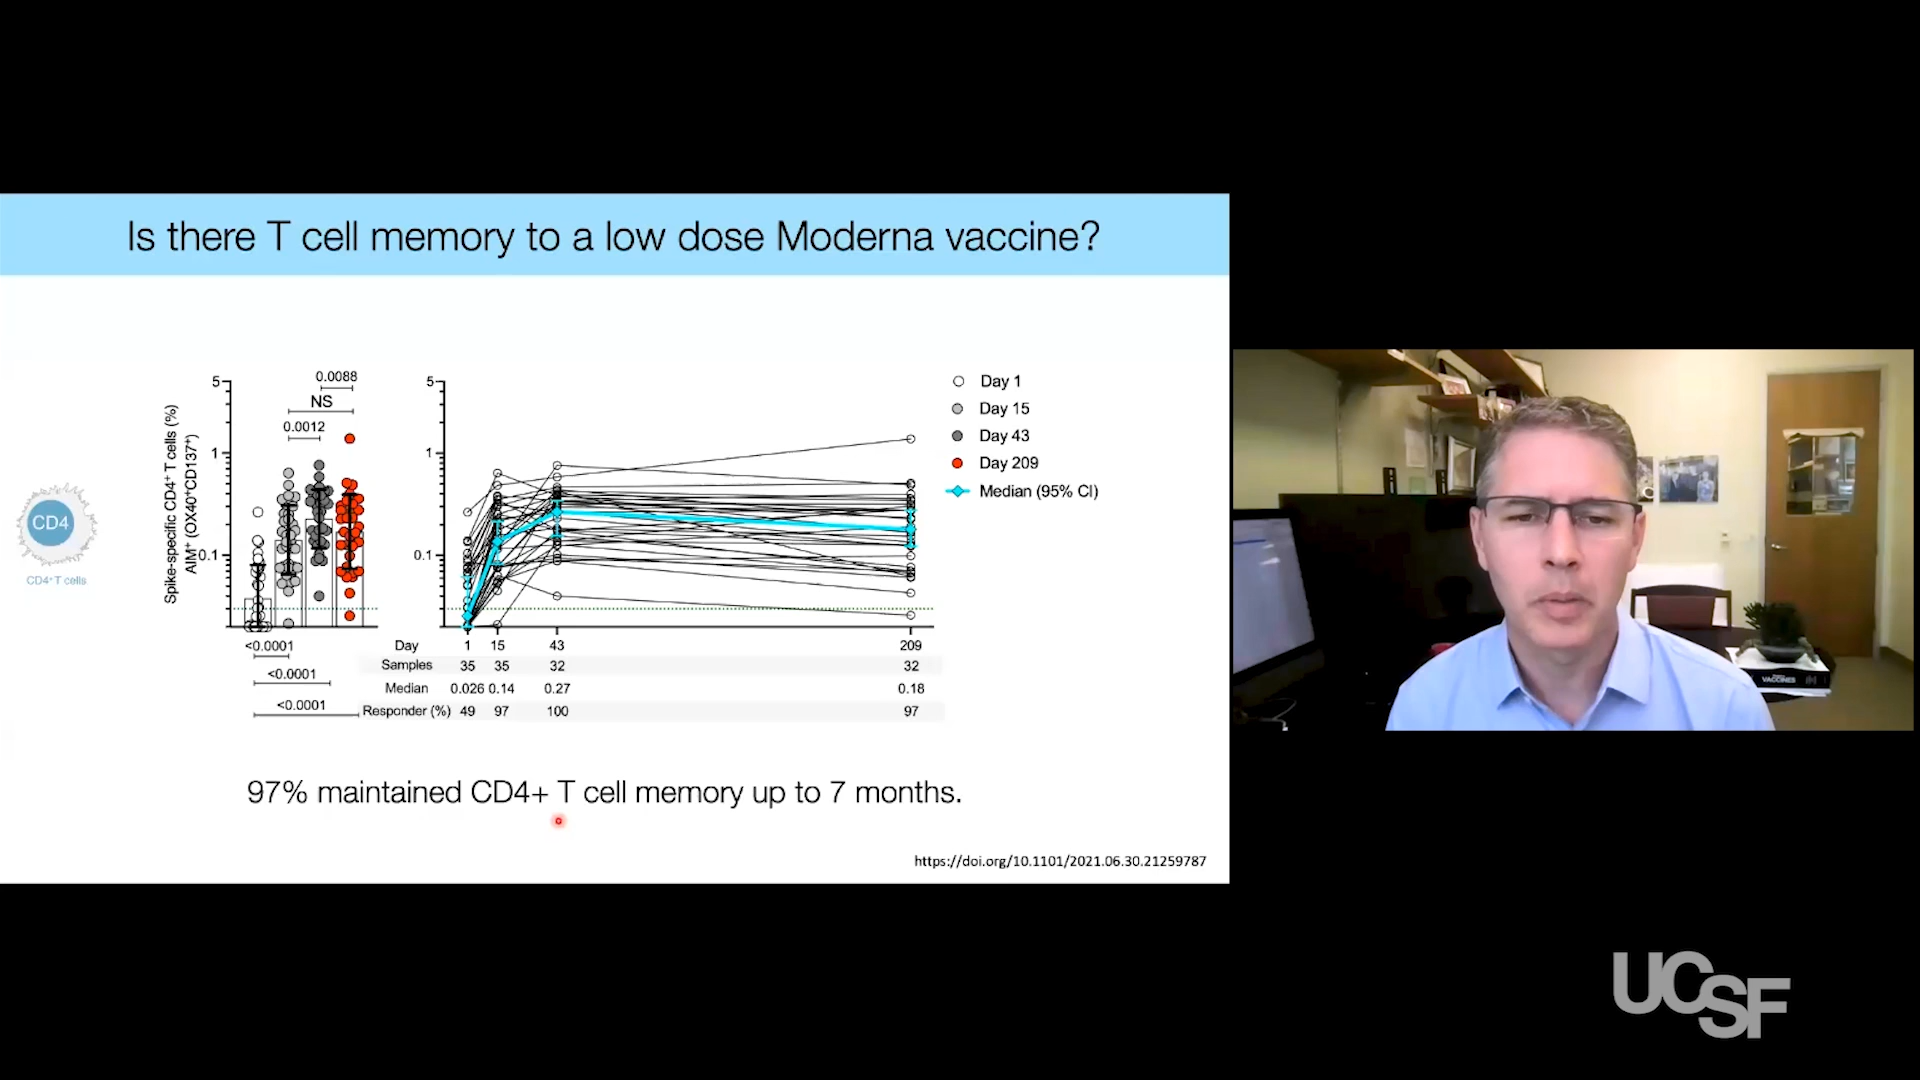 Is there T cell memory to a low dose Moderna vaccine?
CD4
CD4⁺T cells
Spike-specific CD4⁺ T cells (%)
AIM⁺ (OX40⁺CD137⁺)
5
1
0.1
0.0088
NS
0.0012
<0.0001
<0.0001
<0.0001
5
1
0.1
Day 1
Day 15
Day 43
Day 209
Median (95% CI)
Day 1 15 43 209
Samples 35 35 32 32
Median 0.026 0.14 0.27 0.18
Responder (%) 49 97 100 97
97% maintained CD4+ T cell memory up to 7 months.
https://doi.org/10.1101/2021.06.30.21259787
VACCINES
UCSF